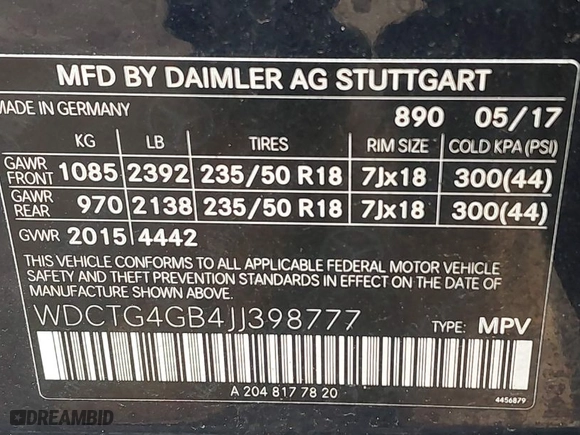 MFD BY DAIMLER AG STUTTGART
MADE IN GERMANY 890 05/17
KG LB TIRES RIM SIZE COLD KPA (PSI)
GAWR FRONT 1085 2392 235/50 R18 7Jx18 300(44)
GAWR REAR 970 2138 235/50 R18 7Jx18 300(44)
GVWR 2015 4442
THIS VEHICLE CONFORMS TO ALL APPLICABLE FEDERAL MOTOR VEHICLE
SAFETY AND THEFT PREVENTION STANDARDS IN EFFECT ON THE DATE OF
WDCTG4GB4JJ398777 TYPE: MPV
A 204 817 78 20
4456879
DREAMBID